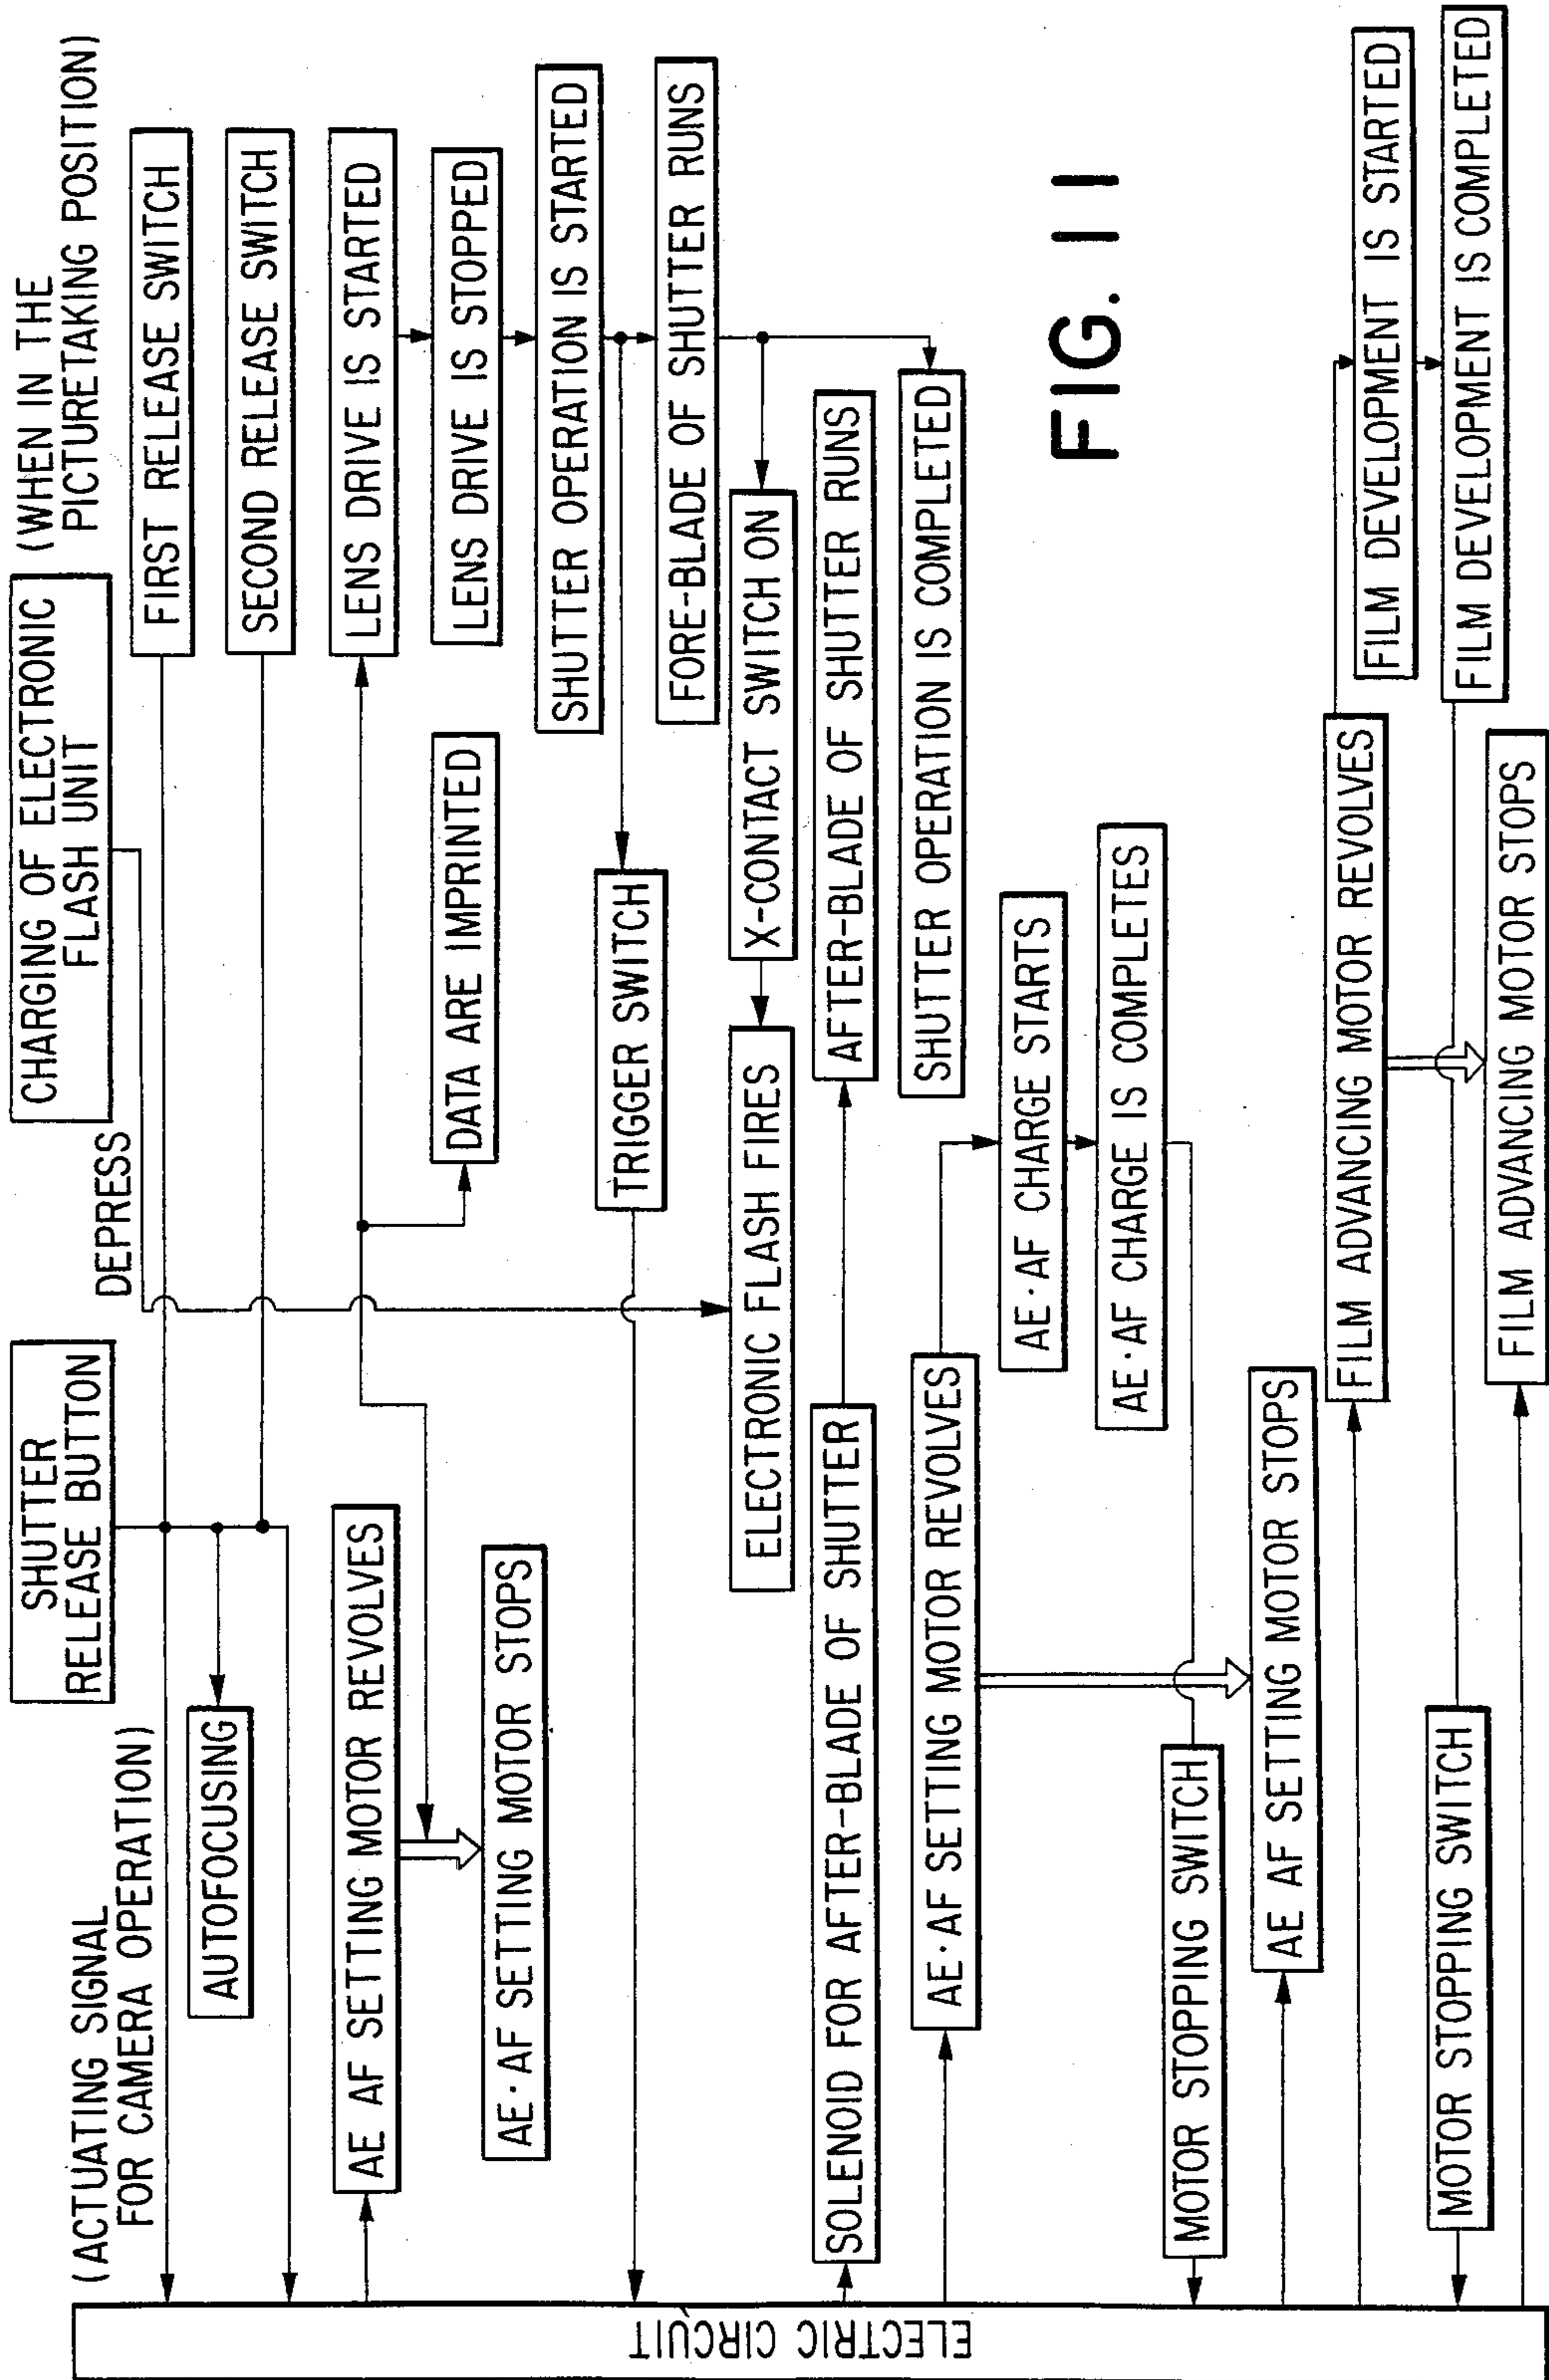 (ACTUATING SIGNAL
FOR CAMERA OPERATION)
SHUTTER
RELEASE BUTTON
DEPRESS
CHARGING OF ELECTRONIC
FLASH UNIT
(WHEN IN THE
PICTURETAKING POSITION)
FIRST RELEASE SWITCH
AUTOFOCUSING
SECOND RELEASE SWITCH
AE AF SETTING MOTOR REVOLVES
LENS DRIVE IS STARTED
AE·AF SETTING MOTOR STOPS
DATA ARE IMPRINTED
LENS DRIVE IS STOPPED
SHUTTER OPERATION IS STARTED
TRIGGER SWITCH
FORE-BLADE OF SHUTTER RUNS
ELECTRONIC FLASH FIRES
X-CONTACT SWITCH ON
SOLENOID FOR AFTER-BLADE OF SHUTTER
AFTER-BLADE OF SHUTTER RUNS
AE·AF SETTING MOTOR REVOLVES
SHUTTER OPERATION IS COMPLETED
AE·AF CHARGE STARTS
AE·AF CHARGE IS COMPLETES
FIG. 11
MOTOR STOPPING SWITCH
AE AF SETTING MOTOR STOPS
FILM ADVANCING MOTOR REVOLVES
FILM DEVELOPMENT IS STARTED
MOTOR STOPPING SWITCH
FILM DEVELOPMENT IS COMPLETED
FILM ADVANCING MOTOR STOPS
ELECTRIC CIRCUIT